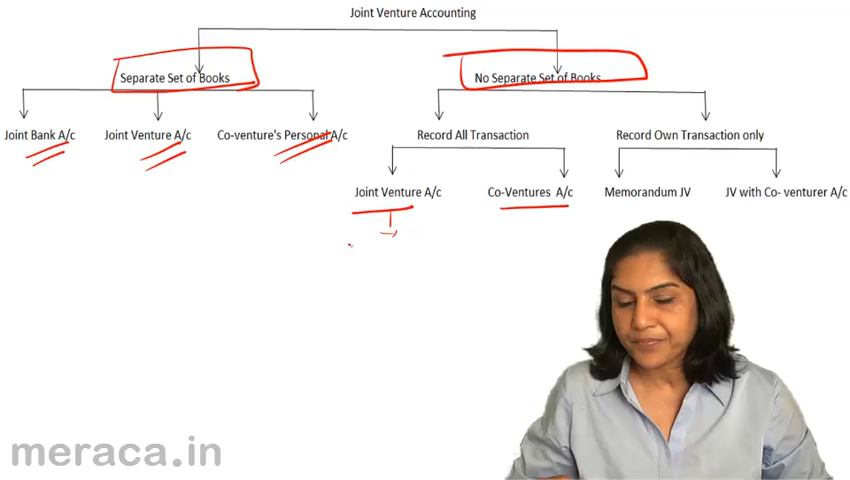 Joint Venture Accounting
Separate Set of Books
No Separate Set of Books
Joint Bank A/c
Joint Venture A/c
Co-venture's Personal A/c
Record All Transaction
Record Own Transaction only
Joint Venture A/c
Co-Ventures A/c
Memorandum JV
JV with Co- venturer A/c
meraca.in